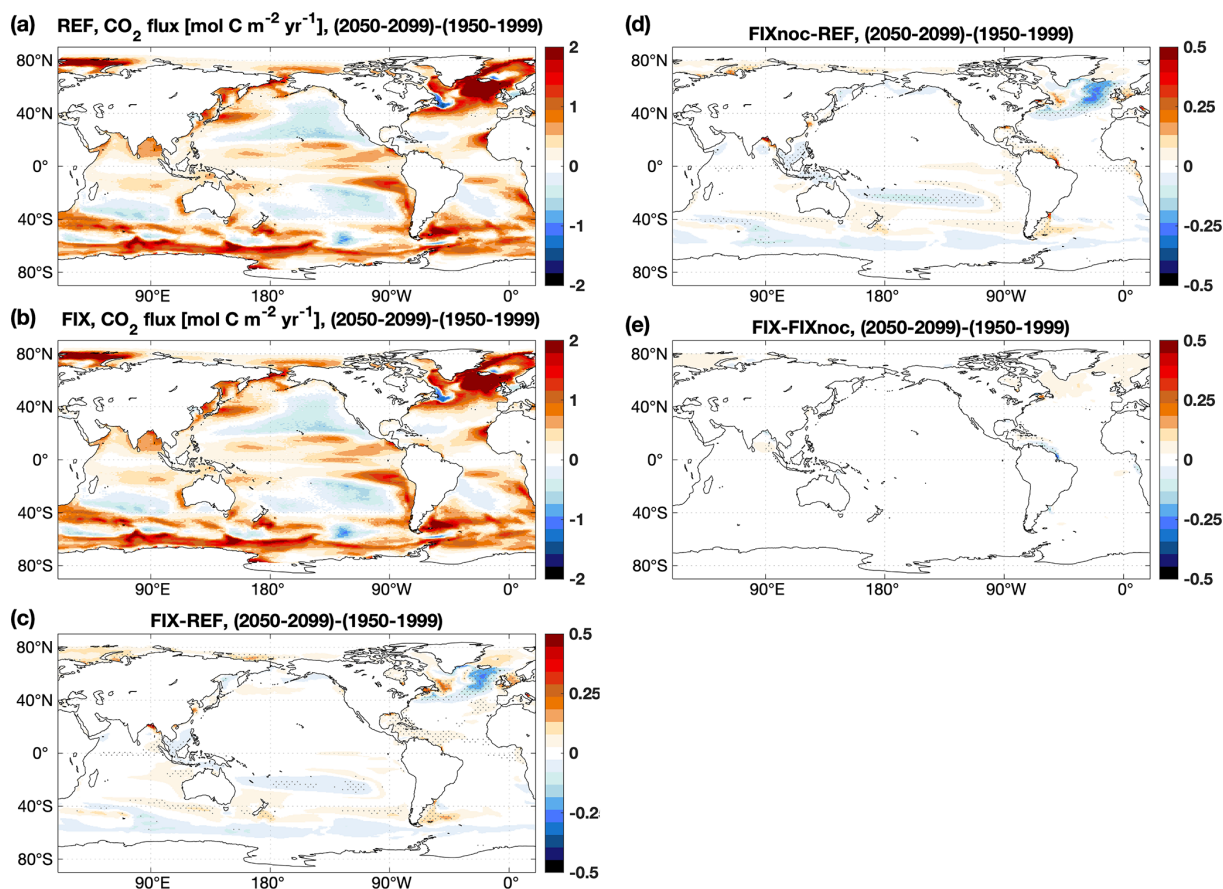 (a) REF, CO2 flux [mol C m-2 yr-1], (2050-2099)-(1950-1999)
80°N
40°N
0°
40°S
80°S
90°E 180° 90°W 0°
2
1
0
-1
-2
(b) FIX, CO2 flux [mol C m-2 yr-1], (2050-2099)-(1950-1999)
80°N
40°N
0°
40°S
80°S
90°E 180° 90°W 0°
2
1
0
-1
-2
(c) FIX-REF, (2050-2099)-(1950-1999)
80°N
40°N
0°
40°S
80°S
90°E 180° 90°W 0°
0.5
0.25
0
-0.2
-0.5
(d) FIXnoc-REF, (2050-2099)-(1950-1999)
80°N
40°N
0°
40°S
80°S
90°E 180° 90°W 0°
0.5
0.25
0
-0.25
-0.5
(e) FIX-FIXnoc, (2050-2099)-(1950-1999)
80°N
40°N
0°
40°S
80°S
90°E 180° 90°W 0°
0.5
0.25
0
-0.25
-0.5